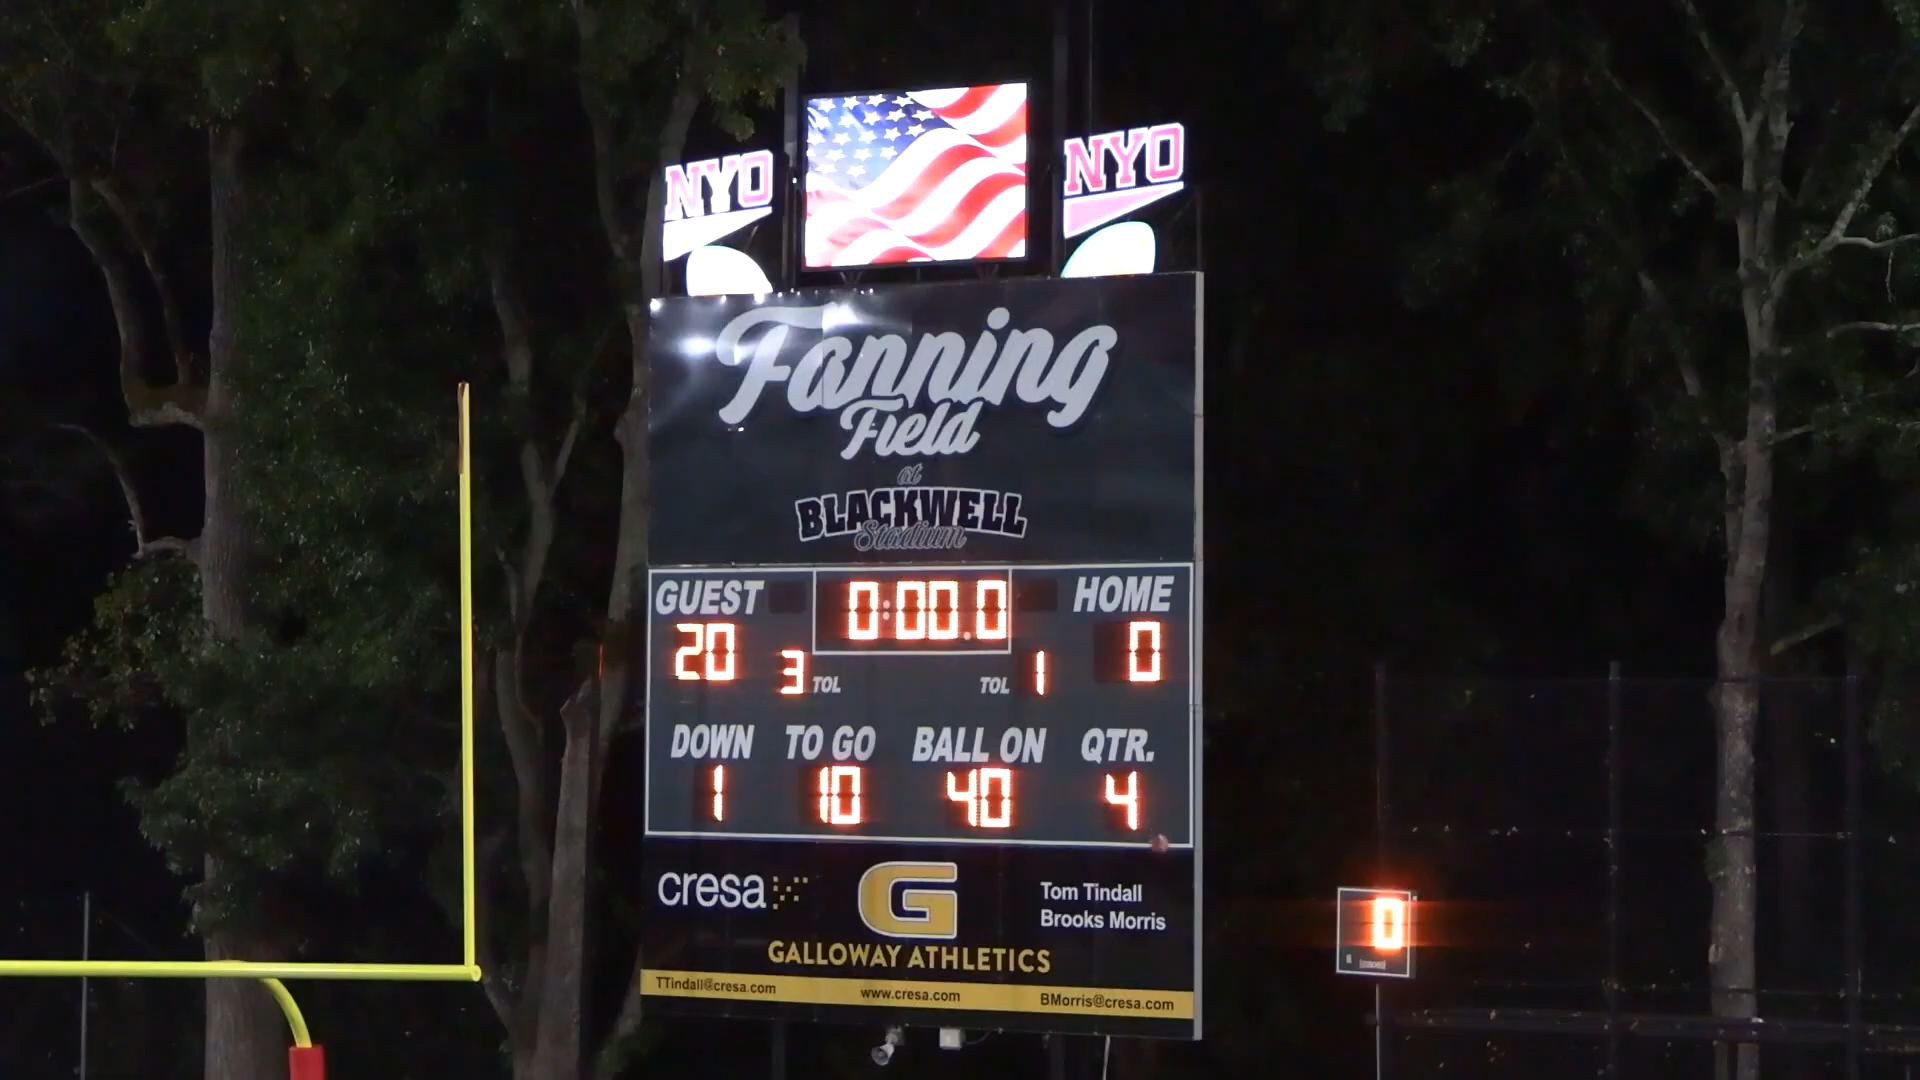 NYO
NYO
Fanning
Field
at
BLACKWELL
Stadium
GUEST 0:00.0 HOME
20 3 TOL TOL 1 0
DOWN TO GO BALL ON QTR.
1 10 40 4
cresa G Tom Tindall
Brooks Morris
GALLOWAY ATHLETICS
TTindall@cresa.com www.cresa.com BMorris@cresa.com
0